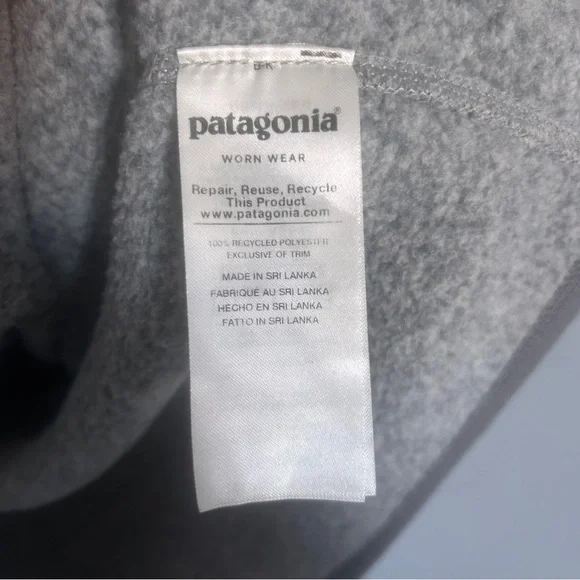 patagonia®
WORN WEAR
Repair, Reuse, Recycle
This Product
www.patagonia.com
100% RECYCLED POLYESTER
EXCLUSIVE OF TRIM
MADE IN SRI LANKA
FABRIQUÉ AU SRI LANKA
HECHO EN SRI LANKA
FATTO IN SRI LANKA